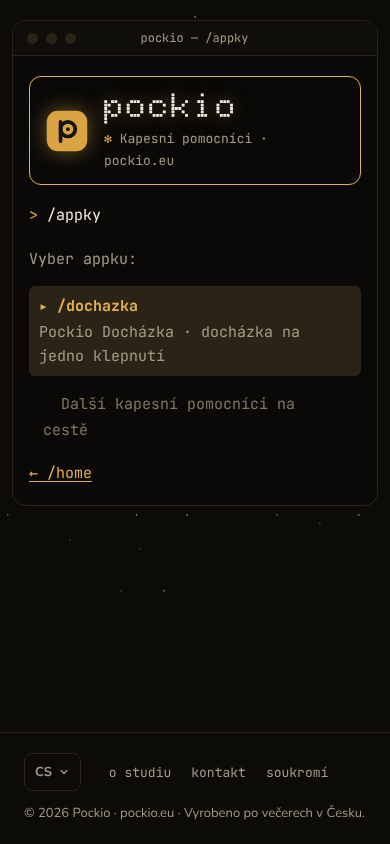 pockio — /appky
pockio
✻ Kapesní pomocníci ·
pockio.eu
> /appky
Vyber appku:
▸ /dochazka
Pockio Docházka · docházka na
jedno klepnutí
Další kapesní pomocníci na
cestě
← /home
CS
o studiu kontakt soukromí
© 2026 Pockio · pockio.eu · Vyrobeno po večerech v Česku.